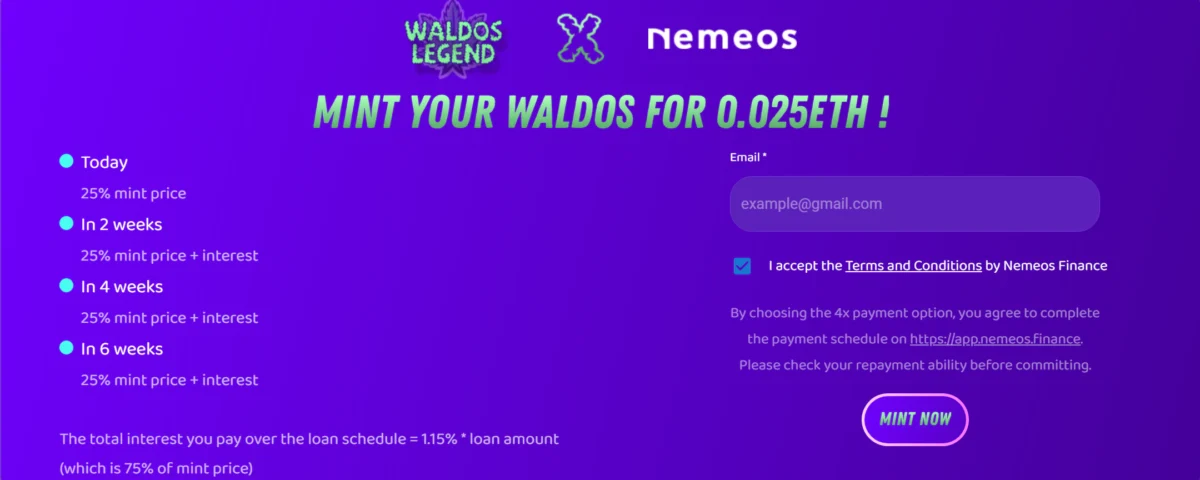 WALDOS
LEGEND
X
Nemeos
MINT YOUR WALDOS FOR 0.025ETH !
Today
25% mint price
In 2 weeks
25% mint price + interest
In 4 weeks
25% mint price + interest
In 6 weeks
25% mint price + interest
The total interest you pay over the loan schedule = 1.15% * loan amount
(which is 75% of mint price)
Email *
example@gmail.com
I accept the Terms and Conditions by Nemeos Finance
By choosing the 4x payment option, you agree to complete
the payment schedule on https://app.nemeos.finance.
Please check your repayment ability before committing.
MINT NOW